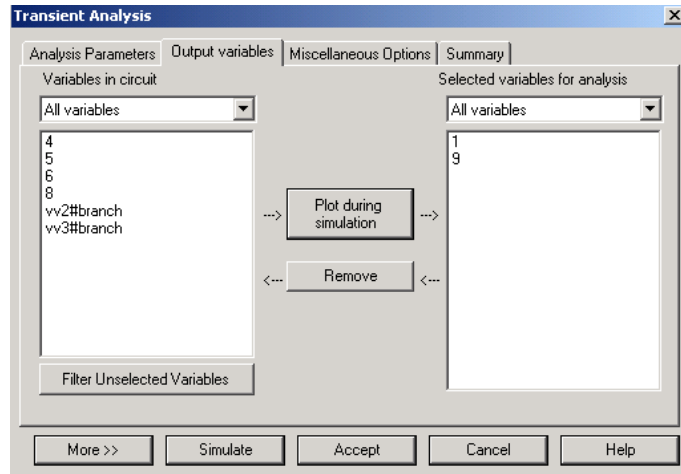 Transient Analysis
Analysis Parameters Output variables Miscellaneous Options Summary
Variables in circuit
All variables
4
5
6
8
vv2#branch
vv3#branch
Filter Unselected Variables
---> Plot during simulation --->
<--- Remove <---
Selected variables for analysis
All variables
1
9
More >> Simulate Accept Cancel Help